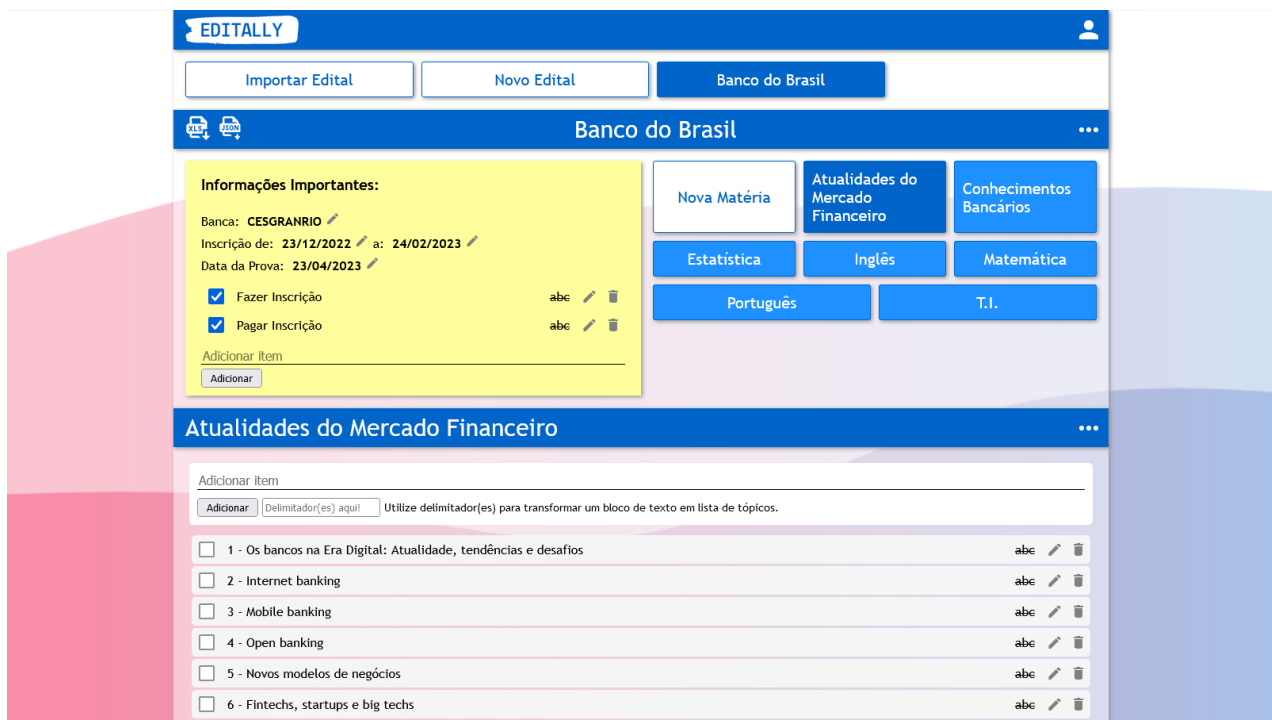 EDITALLY
Importar Edital
Novo Edital
Banco do Brasil
XLS
JSON
Banco do Brasil
Informações Importantes:
Banca: CESGRANRIO
Inscrição de: 23/12/2022 a: 24/02/2023
Data da Prova: 23/04/2023
Fazer Inscrição abc
Pagar Inscrição abc
Adicionar item
Adicionar
Nova Matéria
Atualidades do
Mercado
Financeiro
Conhecimentos
Bancários
Estatística
Inglês
Matemática
Português
T.I.
Atualidades do Mercado Financeiro
Adicionar item
Adicionar Delimitador(es) aqui! Utilize delimitador(es) para transformar um bloco de texto em lista de tópicos.
1 - Os bancos na Era Digital: Atualidade, tendências e desafios abc
2 - Internet banking abc
3 - Mobile banking abc
4 - Open banking abc
5 - Novos modelos de negócios abc
6 - Fintechs, startups e big techs abc